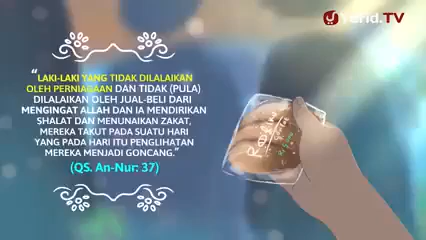 Yufid.TV
“LAKI-LAKI YANG TIDAK DILALAIKAN
OLEH PERNIAGAAN DAN TIDAK (PULA)
DILALAIKAN OLEH JUAL-BELI DARI
MENGINGAT ALLAH DAN IA MENDIRIKAN
SHALAT DAN MENUNAIKAN ZAKAT,
MEREKA TAKUT PADA SUATU HARI
YANG PADA HARI ITU PENGLIHATAN
MEREKA MENJADI GONCANG.”
(QS. An-Nur: 37)